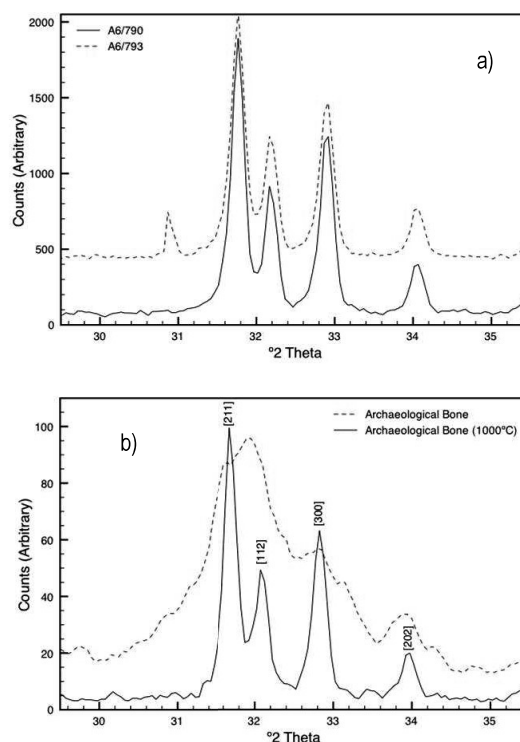 2000
A6/790
A6/793
a)
1500
1000
500
0
Counts (Arbitrary)
30
31
32
33
34
35
°2 Theta
b)
[211]
[112]
[300]
[202]
Archaeological Bone
Archaeological Bone (1000°C)
100
80
60
40
20
0
Counts (Arbitrary)
30
31
32
33
34
35
°2 Theta